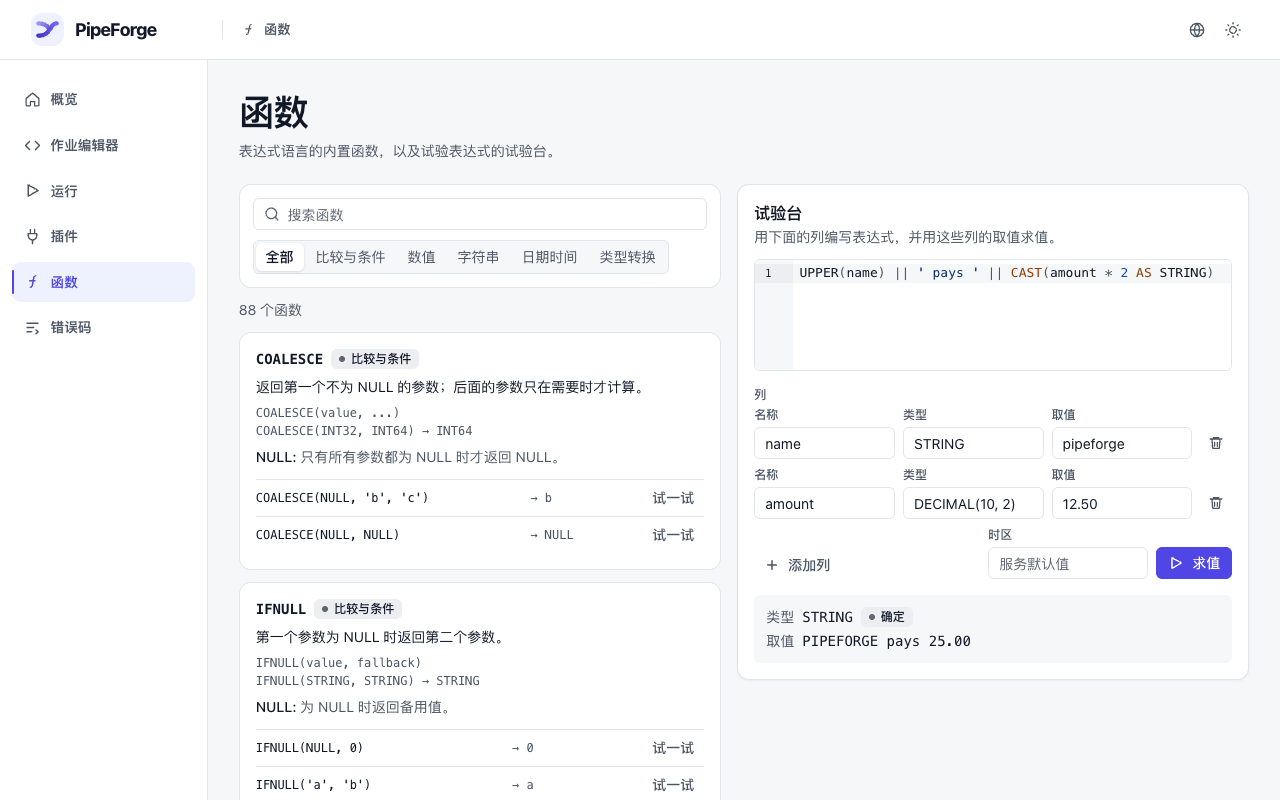 PipeForge
函数
概览
作业编辑器
运行
插件
函数
错误码
函数
表达式语言的内置函数，以及试验表达式的试验台。
搜索函数
全部 比较与条件 数值 字符串 日期时间 类型转换
88 个函数
COALESCE 比较与条件
返回第一个不为 NULL 的参数；后面的参数只在需要时才计算。
COALESCE(value, ...)
COALESCE(INT32, INT64) → INT64
NULL: 只有所有参数都为 NULL 时才返回 NULL。
COALESCE(NULL, 'b', 'c') → b 试一试
COALESCE(NULL, NULL) → NULL 试一试
IFNULL 比较与条件
第一个参数为 NULL 时返回第二个参数。
IFNULL(value, fallback)
IFNULL(STRING, STRING) → STRING
NULL: 为 NULL 时返回备用值。
IFNULL(NULL, 0) → 0 试一试
IFNULL('a', 'b') → a 试一试
试验台
用下面的列编写表达式，并用这些列的取值求值。
1 UPPER(name) || ' pays ' || CAST(amount * 2 AS STRING)
列
名称 类型 取值
name STRING pipeforge
名称 类型 取值
amount DECIMAL(10, 2) 12.50
时区
添加列 服务默认值 求值
类型 STRING 确定
取值 PIPEFORGE pays 25.00